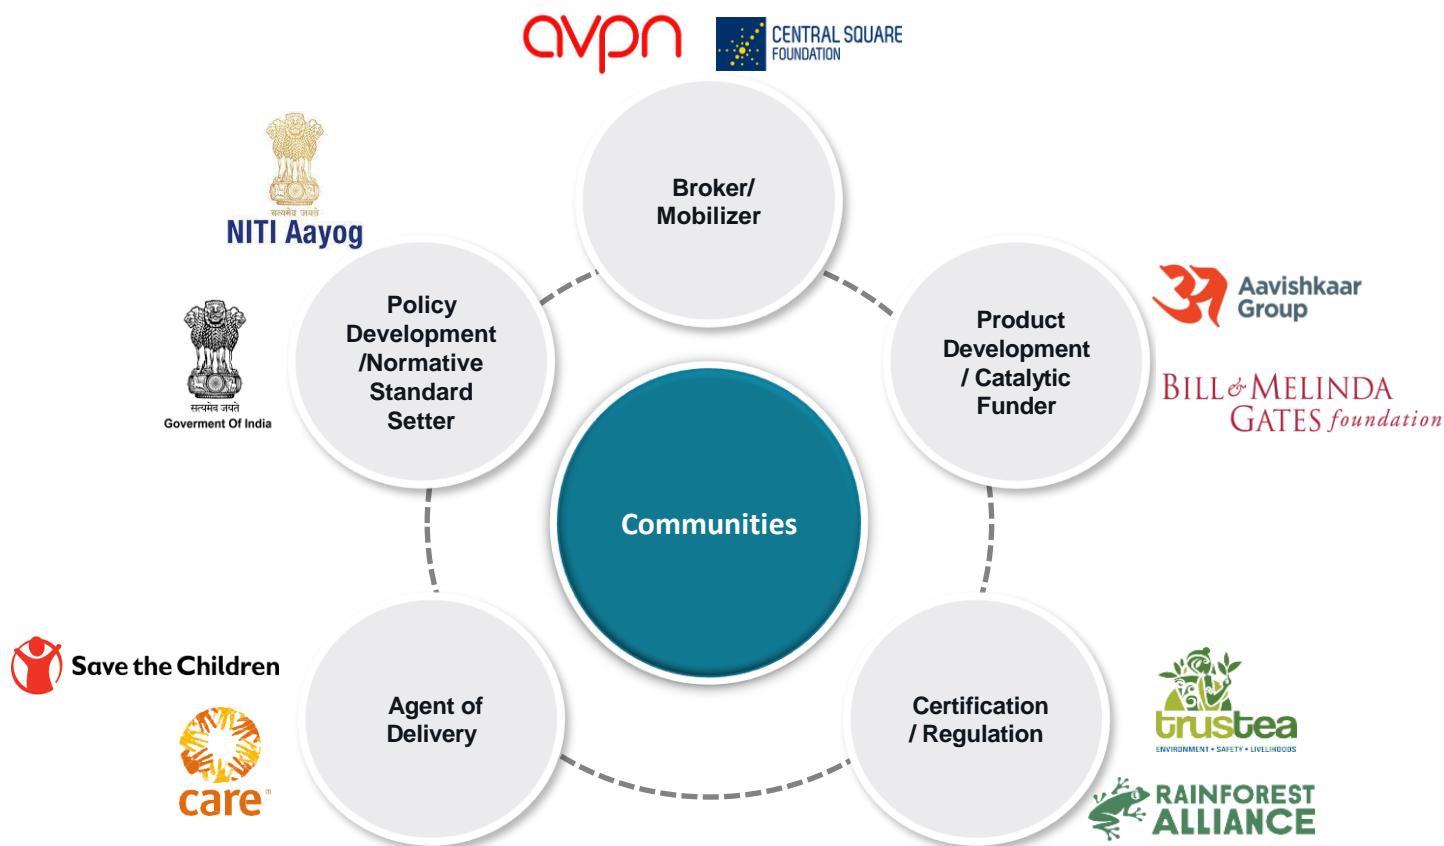 avpn
CENTRAL SQUARE
FOUNDATION
Broker/
Mobilizer
सत्यमेव जयते
NITI Aayog
Policy
Development
/Normative
Standard
Setter
सत्यमेव जयते
Goverment Of India
Product
Development
/ Catalytic
Funder
Aavishkaar
Group
BILL & MELINDA
GATES foundation
Communities
Save the Children
care
Agent of
Delivery
Certification
/ Regulation
trustea
ENVIRONMENT • SAFETY • LIVELIHOODS
RAINFOREST
ALLIANCE